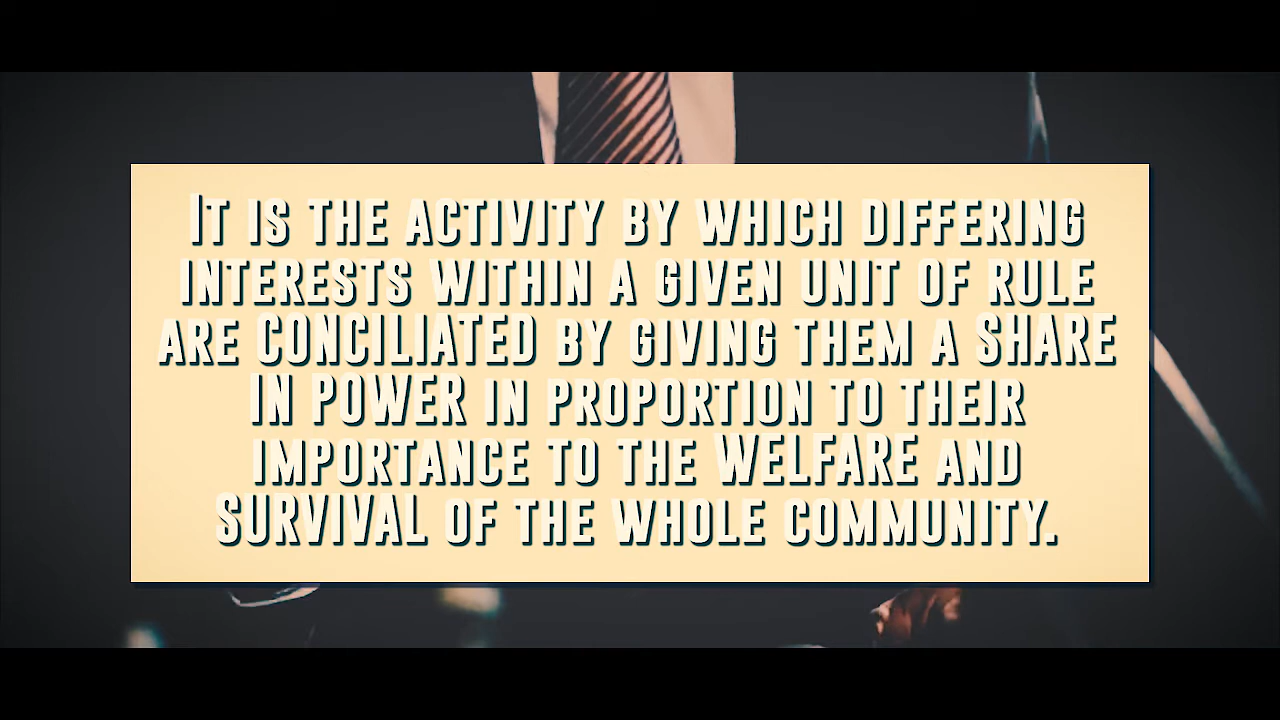 It is the activity by which differing
interests within a given unit of rule
are CONCILIATED by giving them a SHARE
IN POWER in proportion to their
importance to the WELFARE and
SURVIVAL of the whole community.